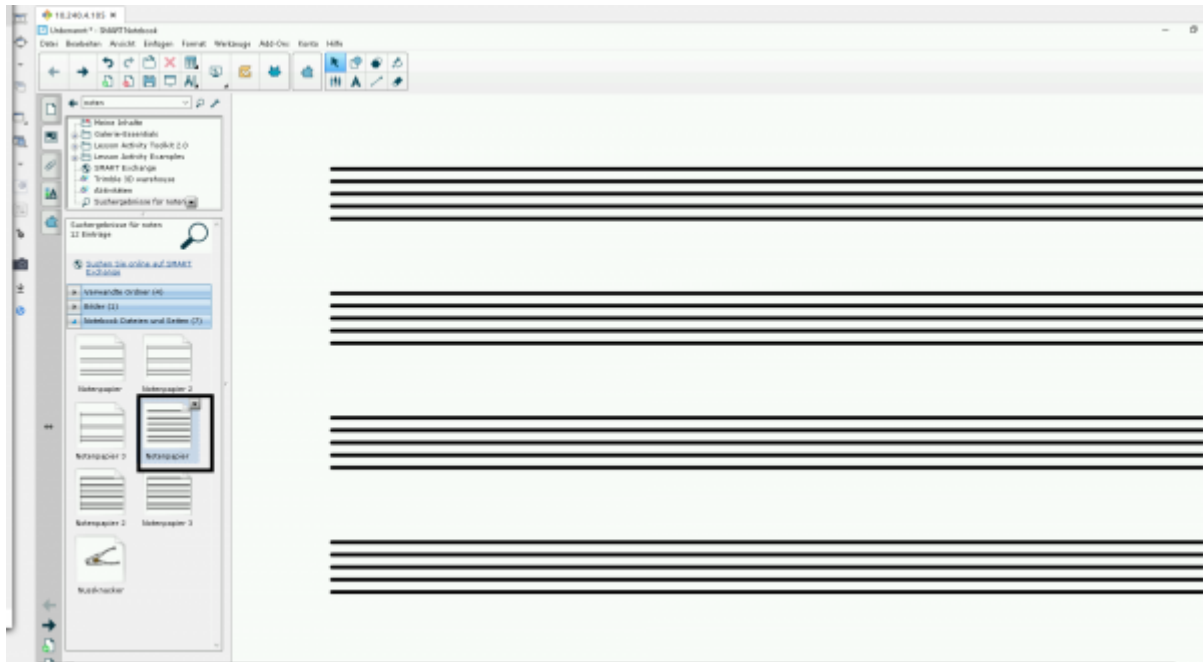 10.240.4.105
Unbenannt * - SMART Notebook
Datei Bearbeiten Ansicht Einfügen Format Werkzeuge Add-Ons Konto Hilfe
noten
Meine Inhalte
Galerie-Essentials
Lesson Activity Toolkit 2.0
Lesson Activity Examples
SMART Exchange
Trimble 3D warehouse
Aktivitäten
Suchergebnisse für noten
Suchergebnisse für noten
12 Einträge
Suchen Sie online auf SMART
Exchange
Verwandte Ordner (4)
Bilder (1)
Notebook Dateien und Seiten (7)
Notenpapier Notenpapier 2
Notenpapier 3 Notenpapier
Notenpapier 2 Notenpapier 3
Nussknacker